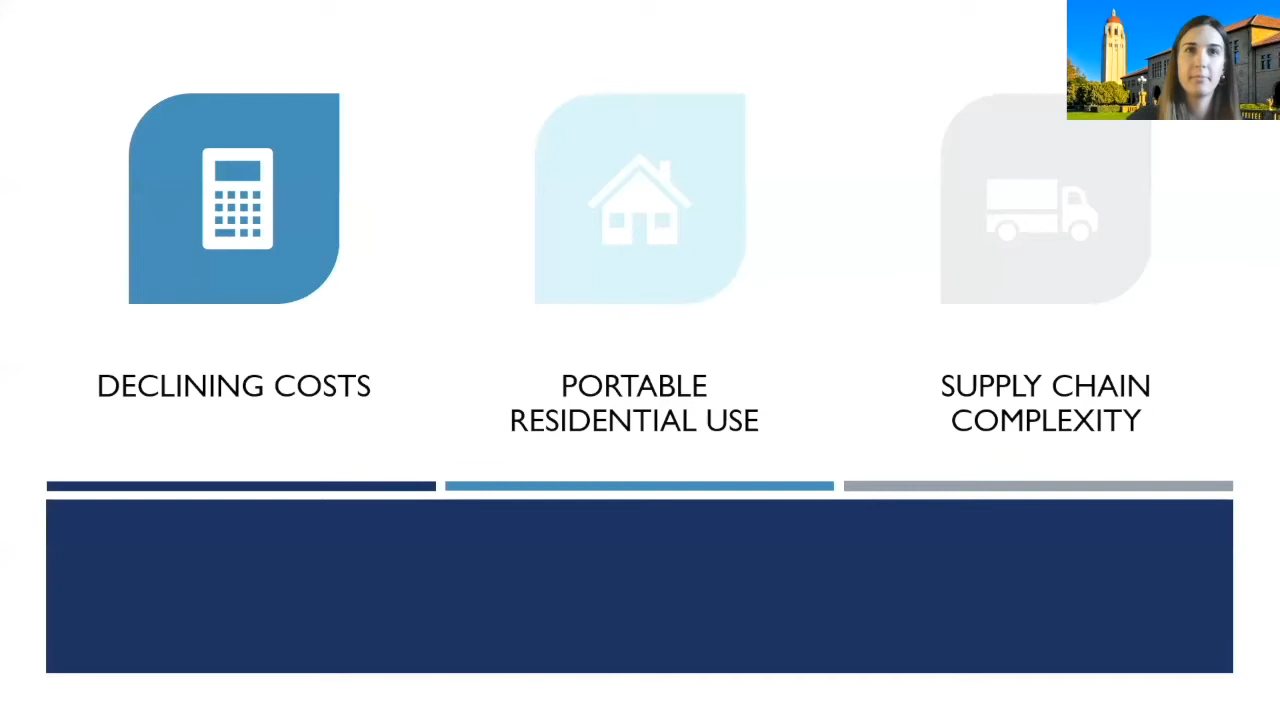 DECLINING COSTS
PORTABLE
RESIDENTIAL USE
SUPPLY CHAIN
COMPLEXITY